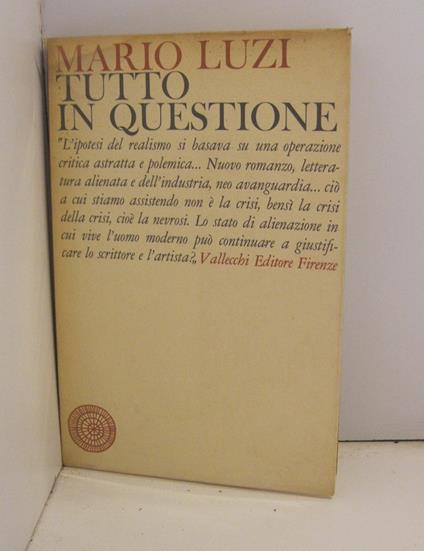 MARIO LUZI
TUTTO
IN QUESTIONE
"L'ipotesi del realismo si basava su una operazione
critica astratta e polemica... Nuovo romanzo, lettera-
tura alienata e dell'industria, neo avanguardia... ciò
a cui stiamo assistendo non è la crisi, bensì la crisi
della crisi, cioè la nevrosi. Lo stato di alienazione in
cui vive l'uomo moderno può continuare a giustifi-
care lo scrittore e l'artista?„ Vallecchi Editore Firenze